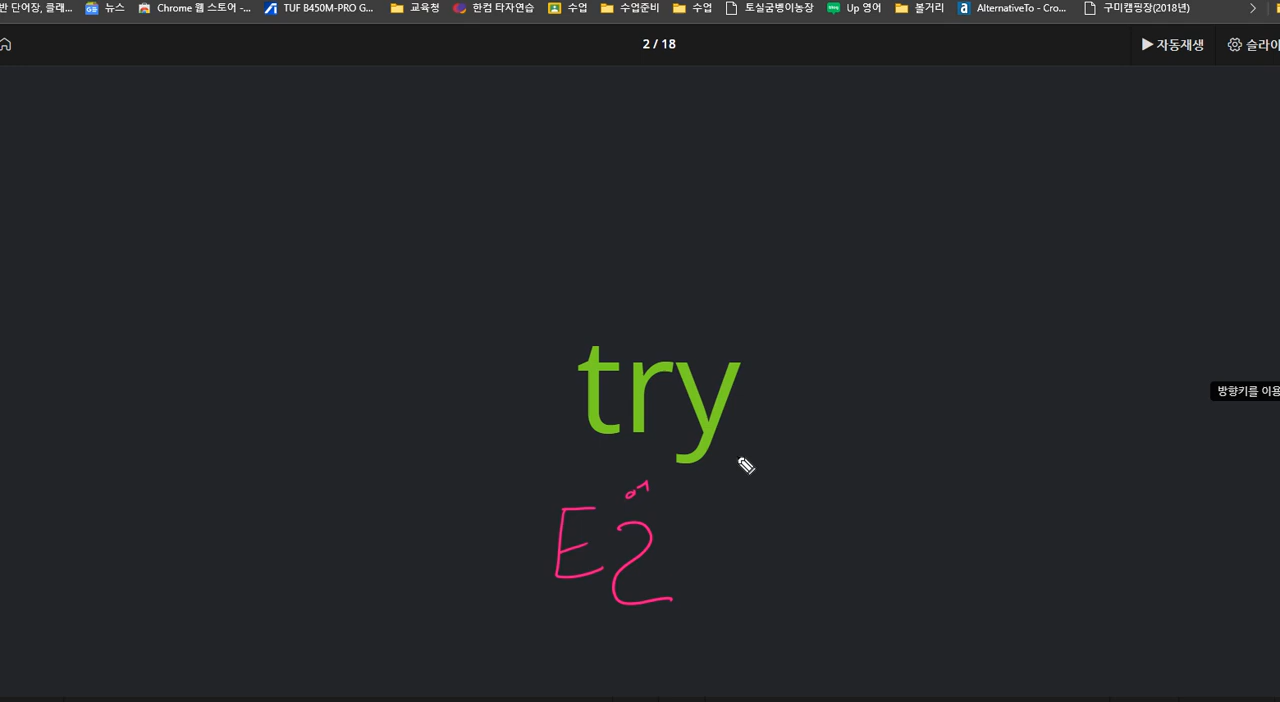 반 단어장, 클래... 뉴스 Chrome 웹 스토어 -... TUF B450M-PRO G... 교육청 한컴 타자연습 수업 수업준비 수업 토실굼벵이농장 Up 영어 볼거리 AlternativeTo - Cro... 구미캠핑장(2018년)
2 / 18
▶자동재생
슬라이
try
방향키를 이용
어
ㅌㄹ